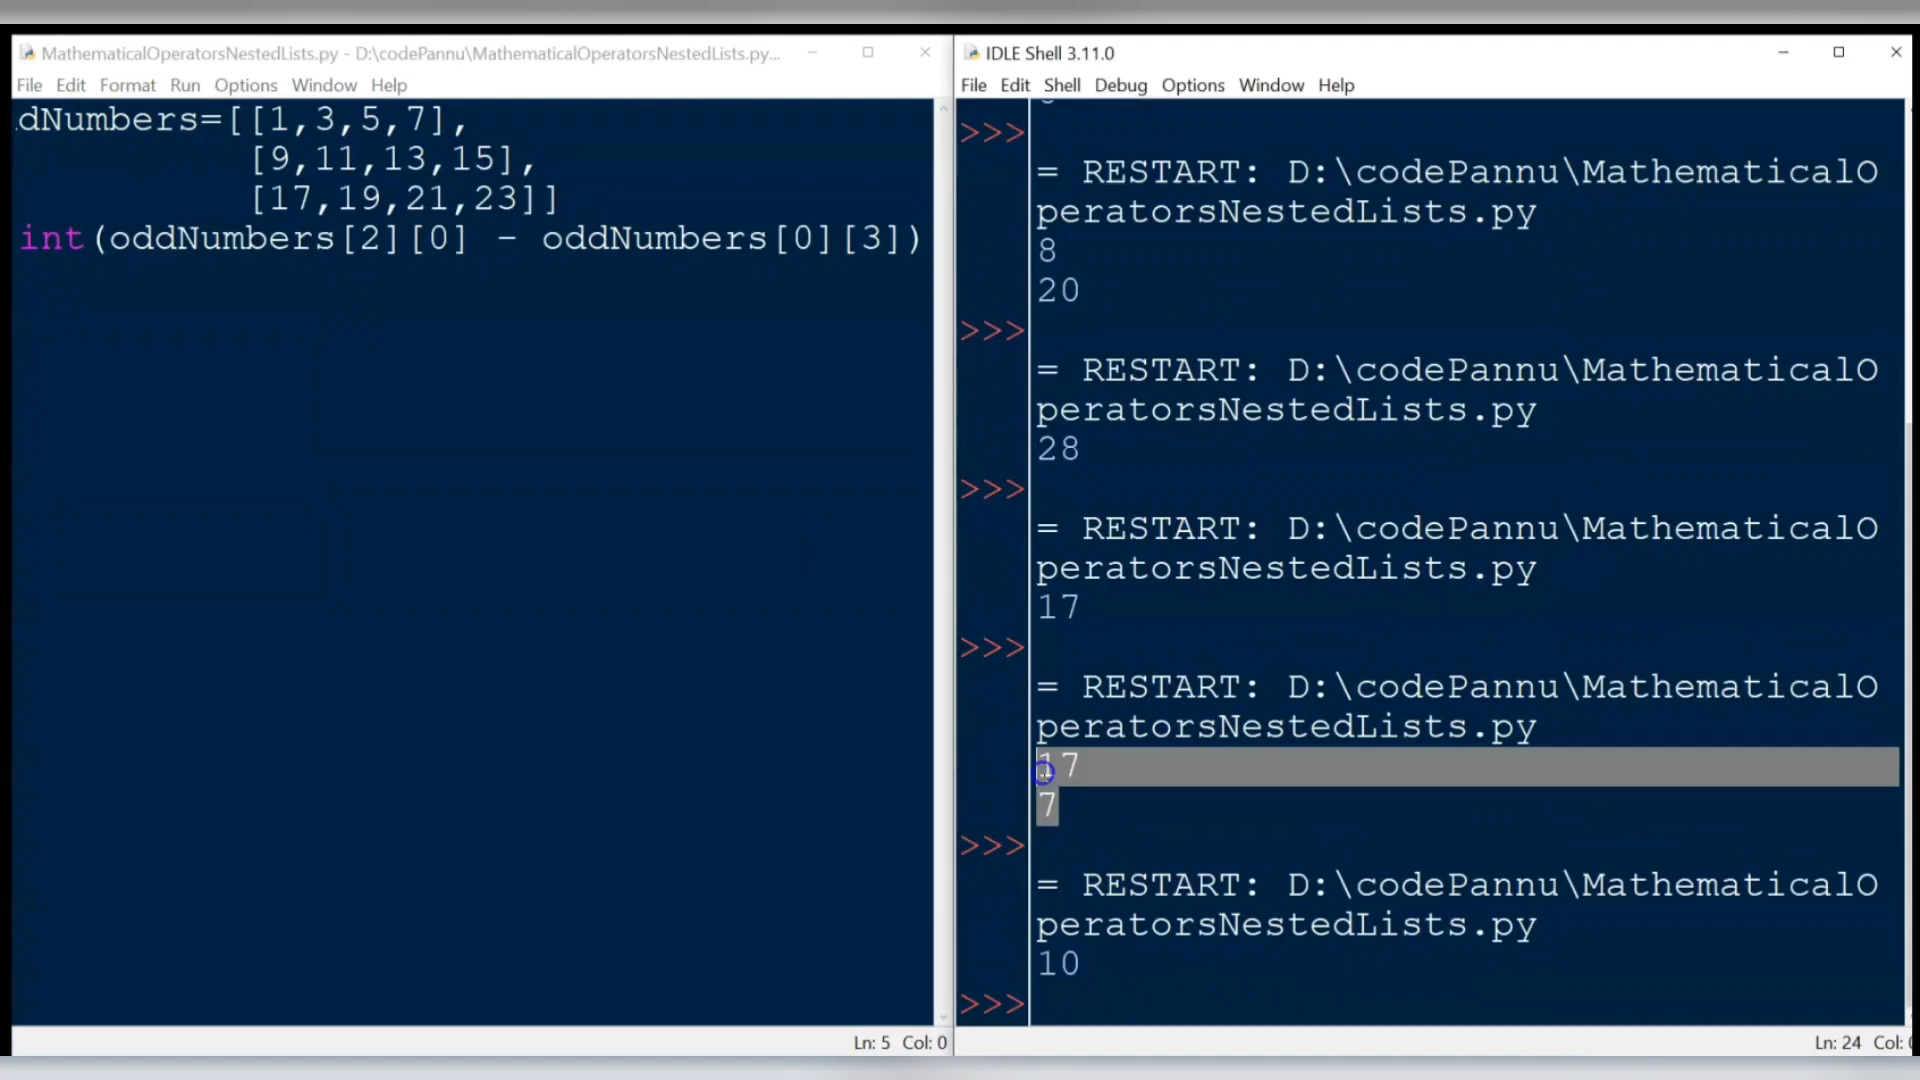 MathematicalOperatorsNestedLists.py - D:\codePannu\MathematicalOperatorsNestedLists.py...
File Edit Format Run Options Window Help
dNumbers=[[1,3,5,7],
[9,11,13,15],
[17,19,21,23]]
int(oddNumbers[2][0] - oddNumbers[0][3])
Ln: 5 Col: 0
IDLE Shell 3.11.0
File Edit Shell Debug Options Window Help
>>>
= RESTART: D:\codePannu\MathematicalO
peratorsNestedLists.py
8
20
>>>
= RESTART: D:\codePannu\MathematicalO
peratorsNestedLists.py
28
>>>
= RESTART: D:\codePannu\MathematicalO
peratorsNestedLists.py
17
>>>
= RESTART: D:\codePannu\MathematicalO
peratorsNestedLists.py
17
7
>>>
= RESTART: D:\codePannu\MathematicalO
peratorsNestedLists.py
10
>>>
Ln: 24 Col: